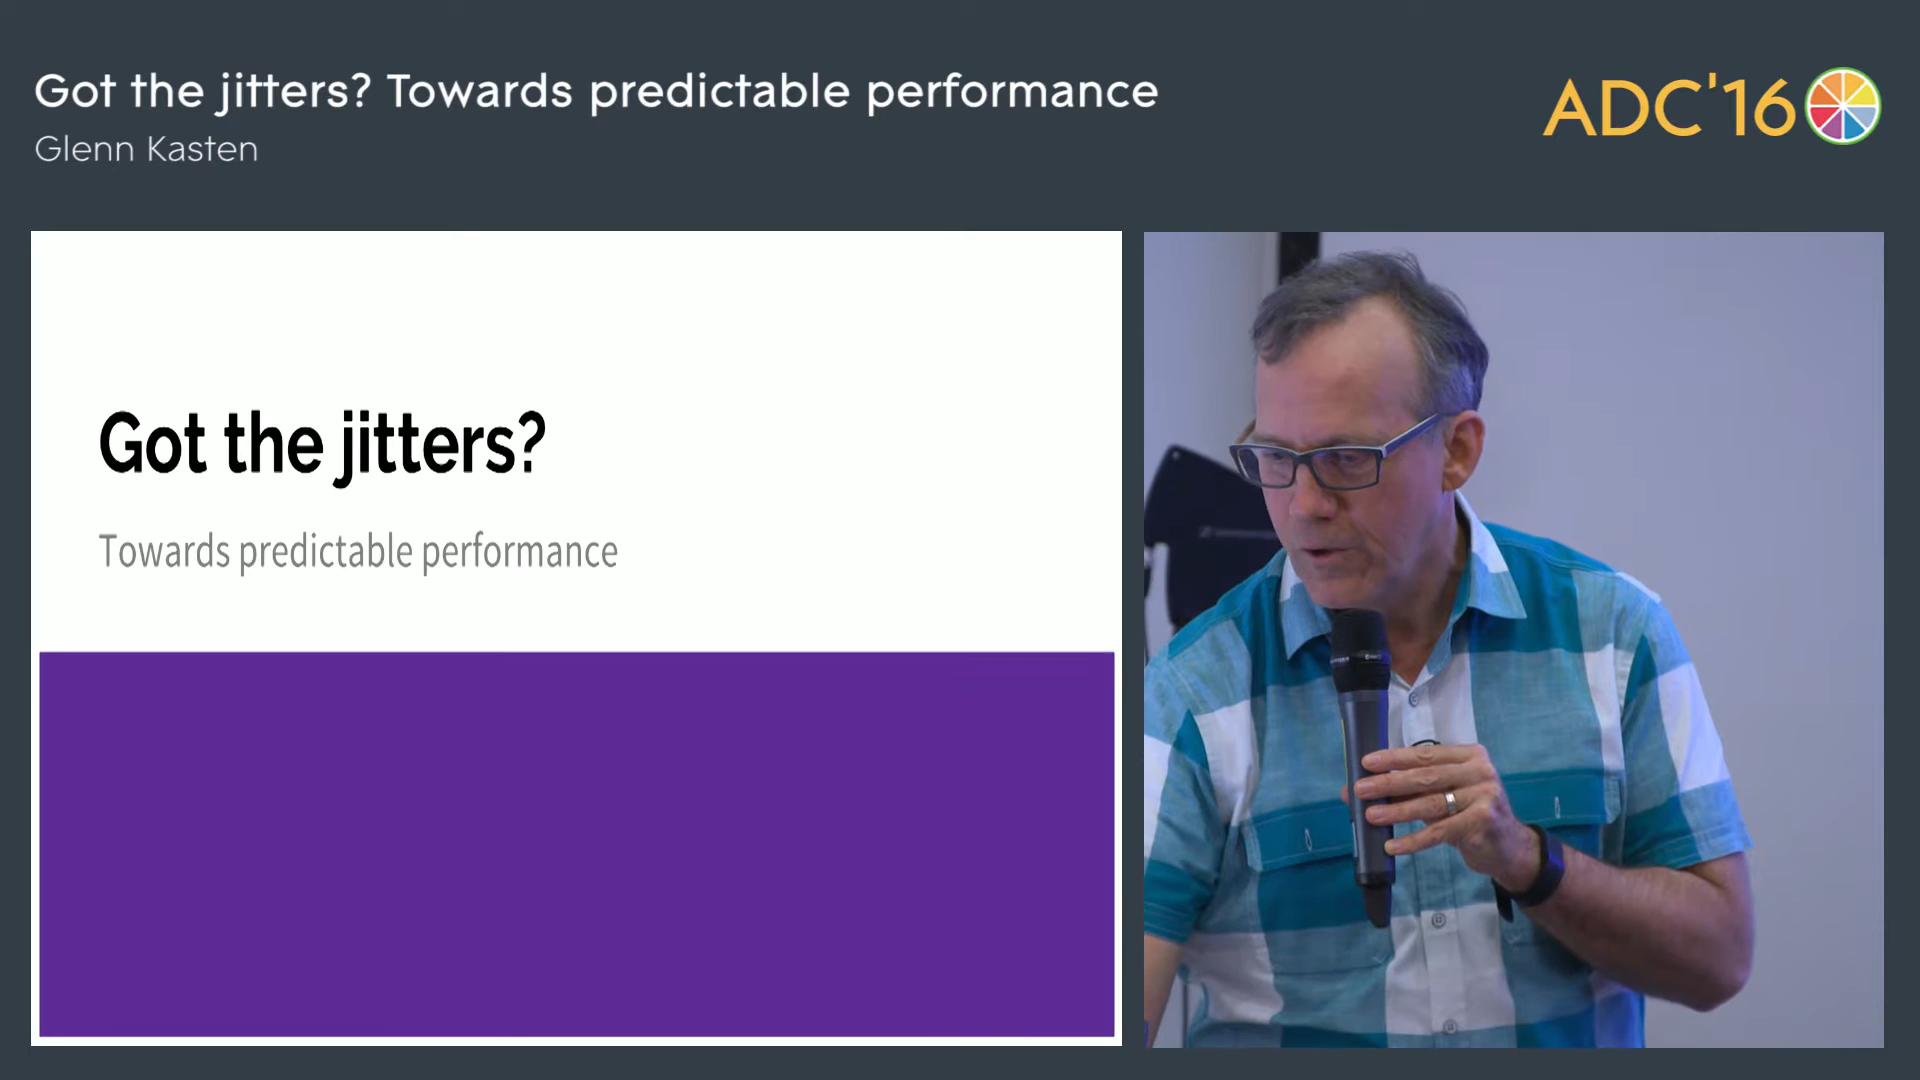 Got the jitters? Towards predictable performance
Glenn Kasten
ADC'16
Got the jitters?
Towards predictable performance